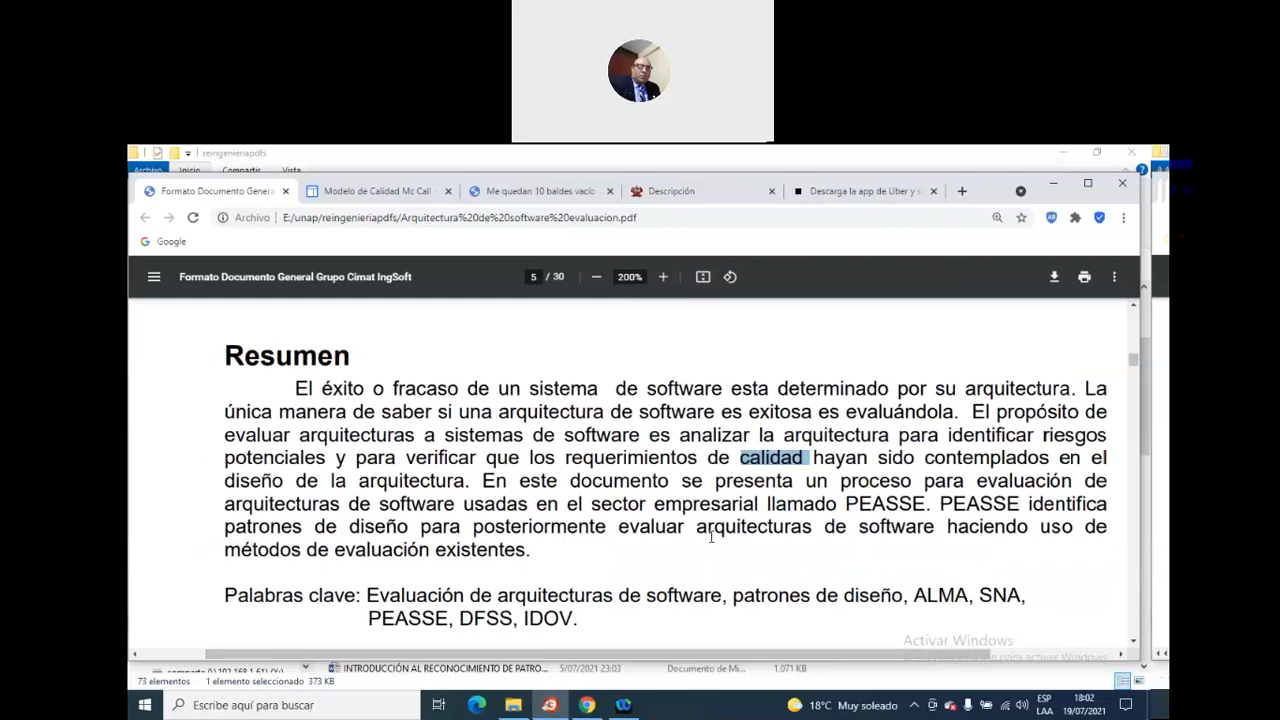 reingenieriapdfs
Archivo Inicio Compartir Vista
Formato Documento Genera
Modelo de Calidad Mc Call -
Me quedan 10 baldes vacio
Descripción
Descarga la app de Uber y s
Archivo E:/unap/reingenieriapdfs/Arquitectura%20de%20software%20evaluacion.pdf
Google
Formato Documento General Grupo Cimat IngSoft
5 / 30
200%
Resumen
El éxito o fracaso de un sistema de software esta determinado por su arquitectura. La
única manera de saber si una arquitectura de software es exitosa es evaluándola. El propósito de
evaluar arquitecturas a sistemas de software es analizar la arquitectura para identificar riesgos
potenciales y para verificar que los requerimientos de calidad hayan sido contemplados en el
diseño de la arquitectura. En este documento se presenta un proceso para evaluación de
arquitecturas de software usadas en el sector empresarial llamado PEASSE. PEASSE identifica
patrones de diseño para posteriormente evaluar arquitecturas de software haciendo uso de
métodos de evaluación existentes.
Palabras clave: Evaluación de arquitecturas de software, patrones de diseño, ALMA, SNA,
PEASSE, DFSS, IDOV.
Activar Windows
para activar Windows
INTRODUCCIÓN AL RECONOCIMIENTO DE PATRO... 5/07/2021 23:03 Documento de Mi... 1.071 KB
73 elementos 1 elemento seleccionado 373 KB
Escribe aquí para buscar
18°C Muy soleado
ESP
LAA
18:02
19/07/2021